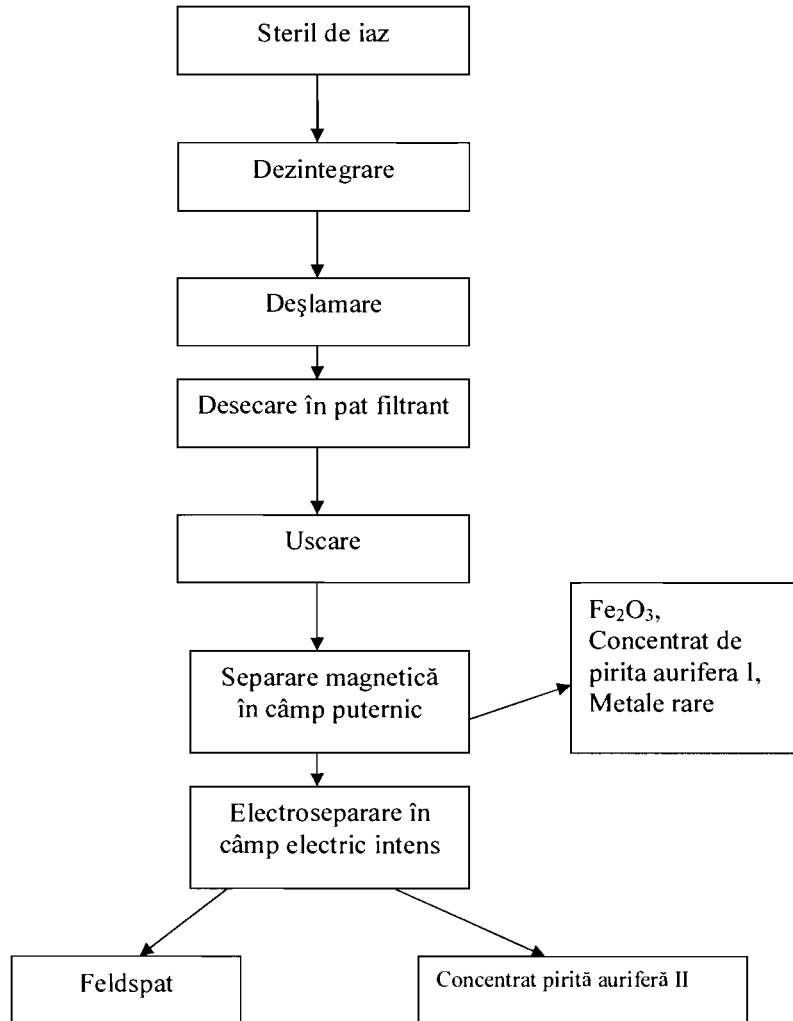 Steril de iaz
Dezintegrare
Deşlamare
Desecare în pat filtrant
Uscare
Fe₂O₃,
Concentrat de
pirita aurifera l,
Metale rare
Separare magnetică
în câmp puternic
Electroseparare în
câmp electric intens
Feldspat
Concentrat pirită auriferă II